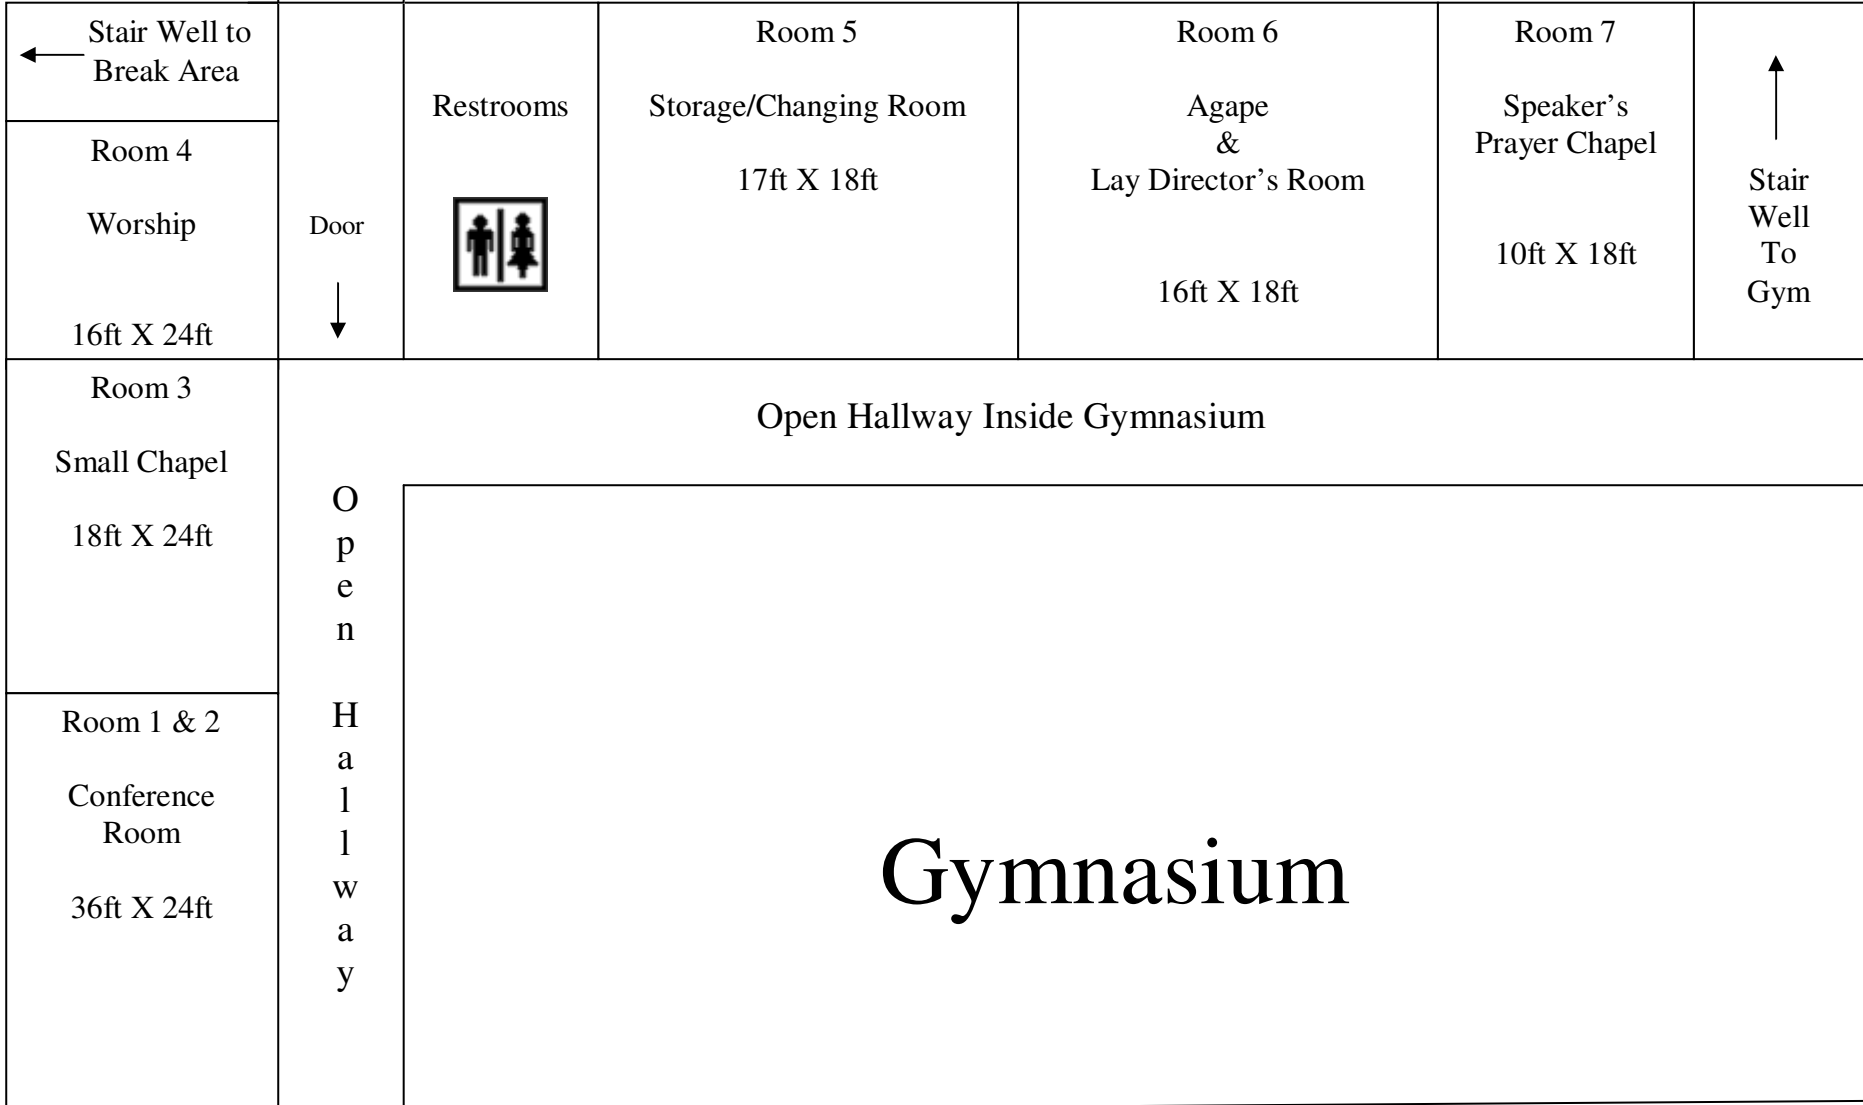 Stair Well to
Break Area
Room 4
Worship
16ft X 24ft
Door
Restrooms
Room 5
Storage/Changing Room
17ft X 18ft
Room 6
Agape
&
Lay Director’s Room
16ft X 18ft
Room 7
Speaker’s
Prayer Chapel
10ft X 18ft
Stair
Well
To
Gym
Room 3
Small Chapel
18ft X 24ft
Open Hallway Inside Gymnasium
O
p
e
n
H
a
l
l
w
a
y
Room 1 & 2
Conference
Room
36ft X 24ft
Gymnasium